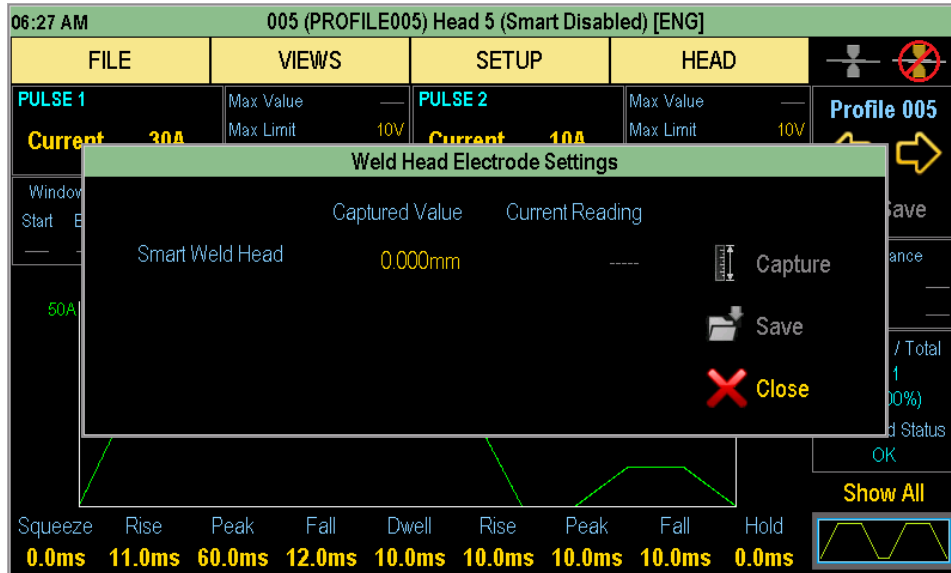 06:27 AM 005 (PROFILE005) Head 5 (Smart Disabled) [ENG]
FILE VIEWS SETUP HEAD
PULSE 1 Max Value PULSE 2 Max Value Profile 005
Max Limit 10V Max Limit 10V
Current 30A Current 10A
Weld Head Electrode Settings
Window
Start
Captured Value Current Reading
Smart Weld Head 0.000mm -----
Capture
Save
Close
50A
/ Total
1
OK
Status
Show All
Squeeze Rise Peak Fall Dwell Rise Peak Fall Hold
0.0ms 11.0ms 60.0ms 12.0ms 10.0ms 10.0ms 10.0ms 10.0ms 0.0ms